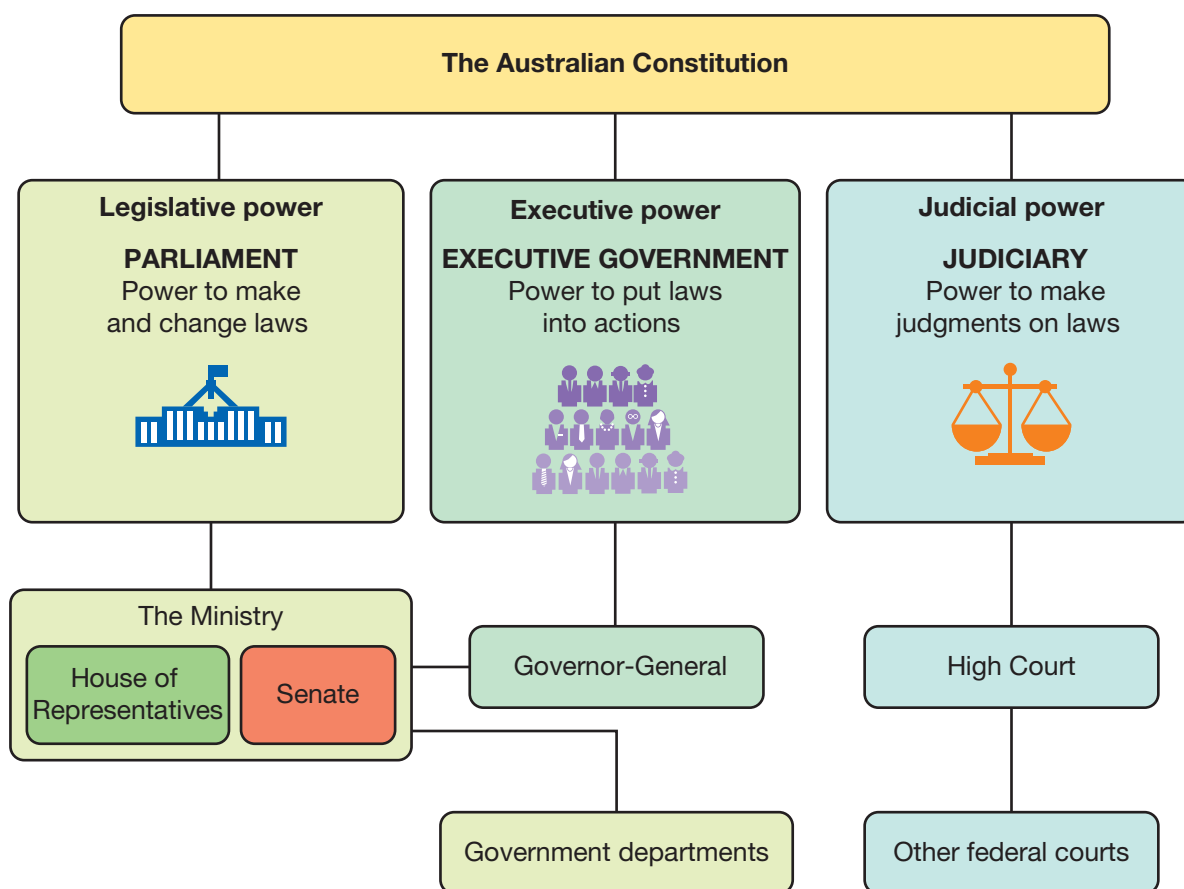 The Australian Constitution
Legislative power
PARLIAMENT
Power to make
and change laws
Executive power
EXECUTIVE GOVERNMENT
Power to put laws
into actions
Judicial power
JUDICIARY
Power to make
judgments on laws
The Ministry
House of
Representatives
Senate
Governor-General
High Court
Government departments
Other federal courts